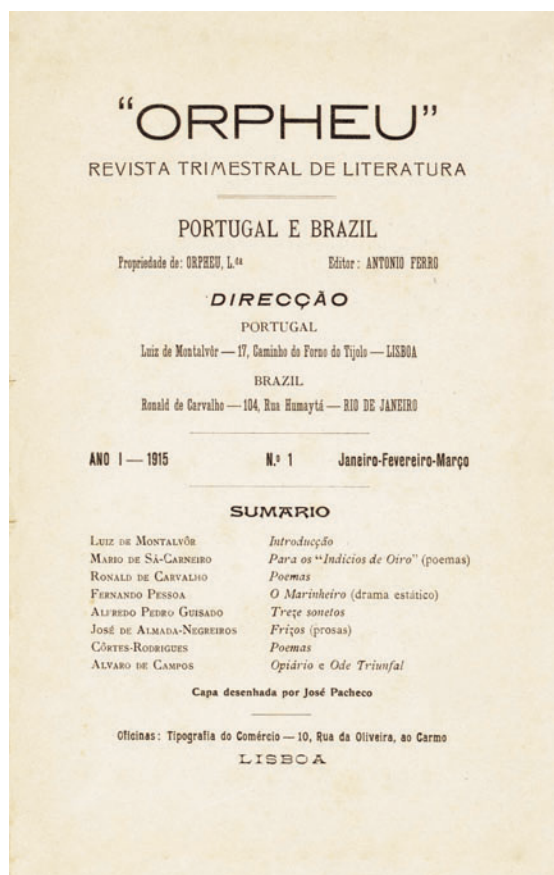 "ORPHEU"
REVISTA TRIMESTRAL DE LITERATURA
PORTUGAL E BRAZIL
Propriedade de: ORPHEU, L.da Editor: ANTONIO FERRO
DIRECÇÃO
PORTUGAL
Luiz de Montalvôr — 17, Caminho do Forno do Tijolo — LISBOA
BRAZIL
Ronald de Carvalho — 104, Rua Humaytá — RIO DE JANEIRO
ANO I — 1915 N.º 1 Janeiro-Fevereiro-Março
SUMARIO
LUIZ DE MONTALVÔR Introducção
MARIO DE SÁ-CARNEIRO Para os "Indicios de Oiro" (poemas)
RONALD DE CARVALHO Poemas
FERNANDO PESSOA O Marinheiro (drama estático)
ALFREDO PEDRO GUISADO Treze sonetos
JOSÉ DE ALMADA-NEGREIROS Frizos (prosas)
CÔRTES-RODRIGUES Poemas
ALVARO DE CAMPOS Opiário e Ode Triunfal
Capa desenhada por José Pacheco
Oficinas: Tipografia do Comércio — 10, Rua da Oliveira, ao Carmo
LISBOA